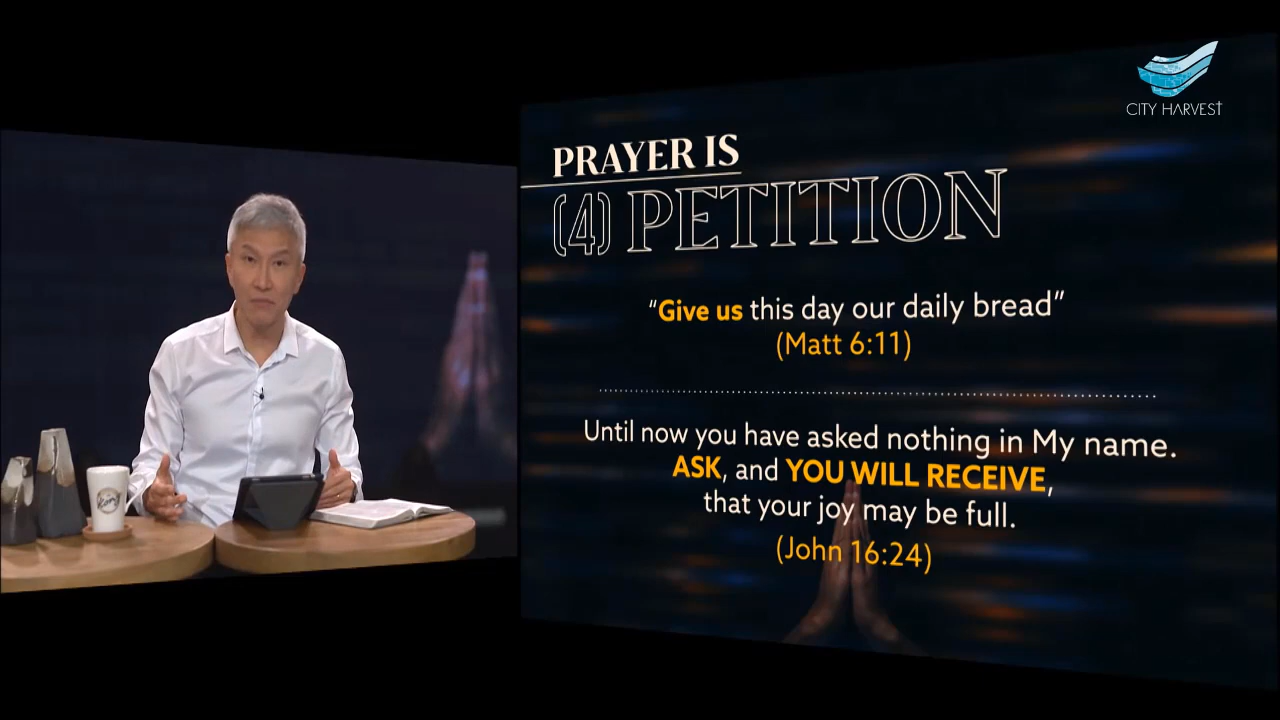 CITY HARVEST
PRAYER IS
(4) PETITION
“Give us this day our daily bread”
(Matt 6:11)
Until now you have asked nothing in My name.
ASK, and YOU WILL RECEIVE,
that your joy may be full.
(John 16:24)